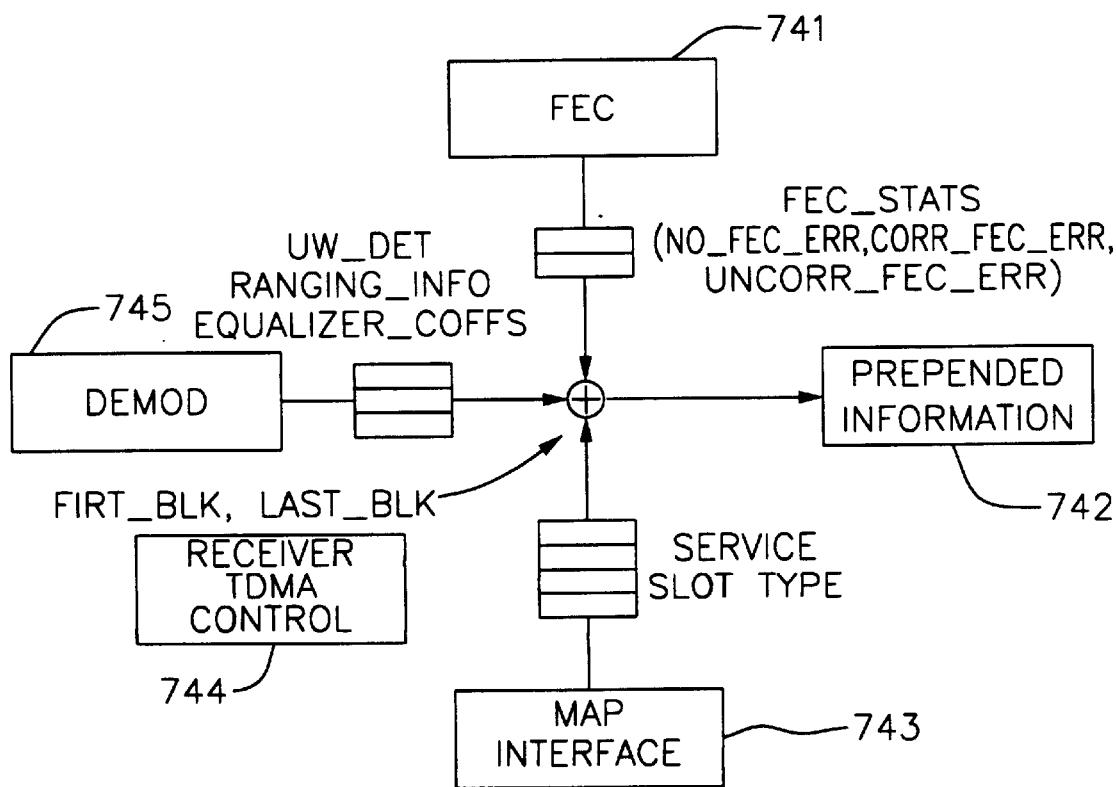 741
FEC
FEC_STATS
(NO_FEC_ERR,CORR_FEC_ERR,
UNCORR_FEC_ERR)
UW_DET
RANGING_INFO
EQUALIZER_COFFS
745
DEMOD
PREPENDED
INFORMATION
742
FIRT_BLK, LAST_BLK
RECEIVER
TDMA
CONTROL
744
SERVICE
SLOT TYPE
MAP
INTERFACE
743